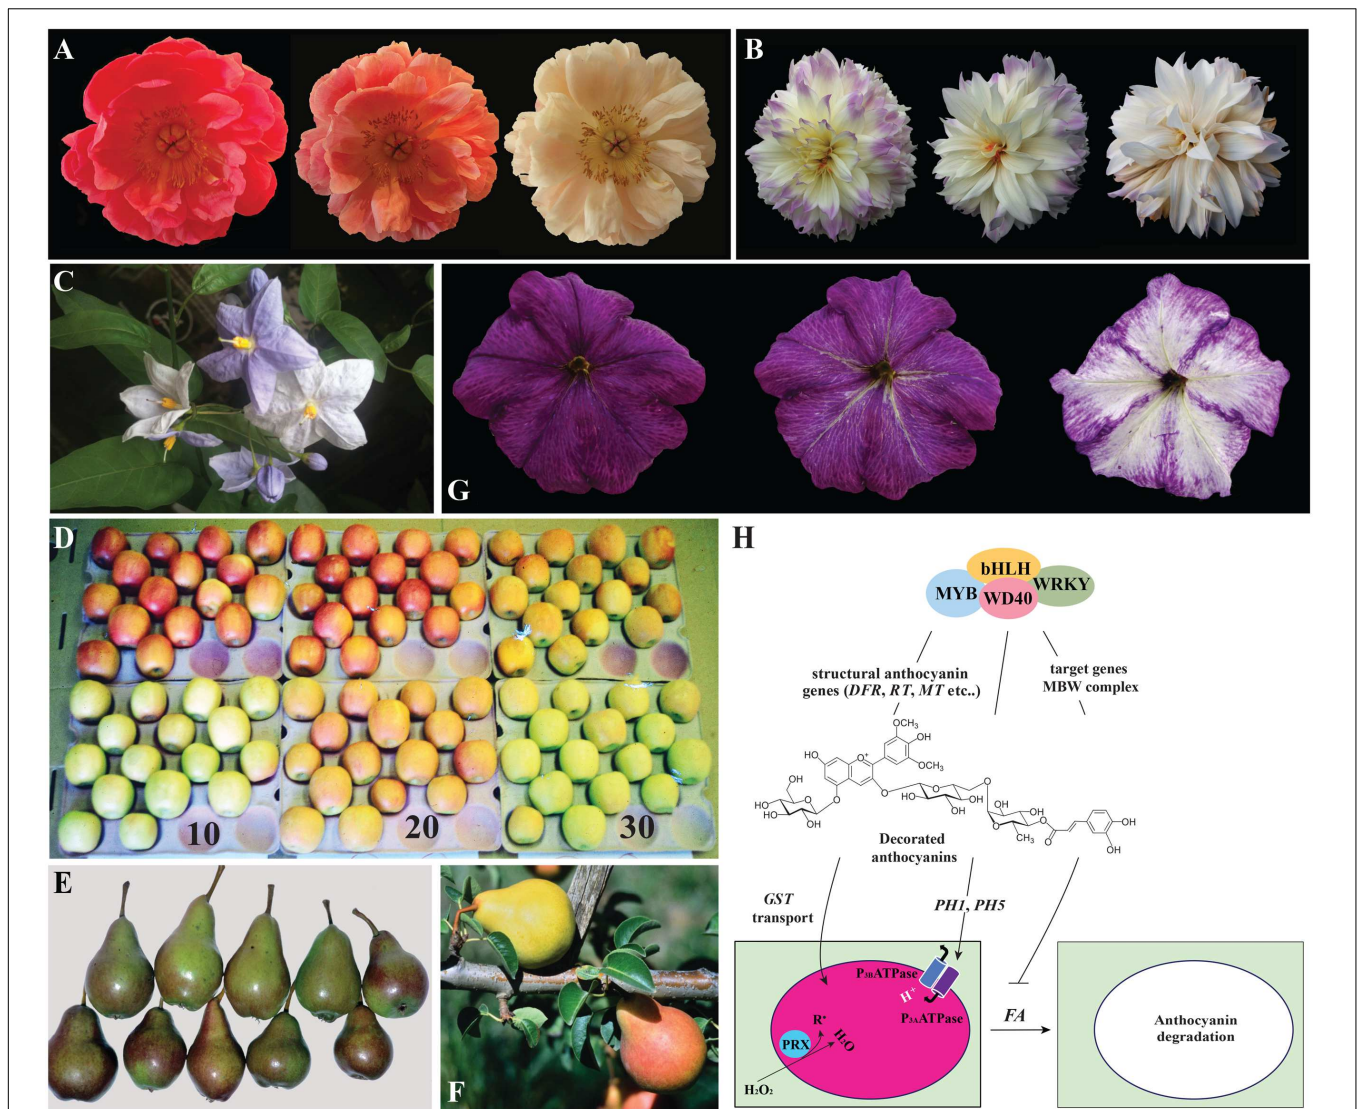 A
B
C
G
D
10
20
30
E
F
H
bHLH
MYB
WD40
WRKY
structural anthocyanin
genes (DFR, RT, MT etc..)
target genes
MBW complex
OCH3
OH
HO
O+
OCH3
OH
HO
O
HO
OH
OH
O
O
HO
OH
O
O
HO
OH
O
CH3
O
O
OH
OH
Decorated
anthocyanins
GST
transport
PH1, PH5
P3BATPase
H+
P3AATPase
R•
PRX
H2O
H2O2
FA
Anthocyanin
degradation